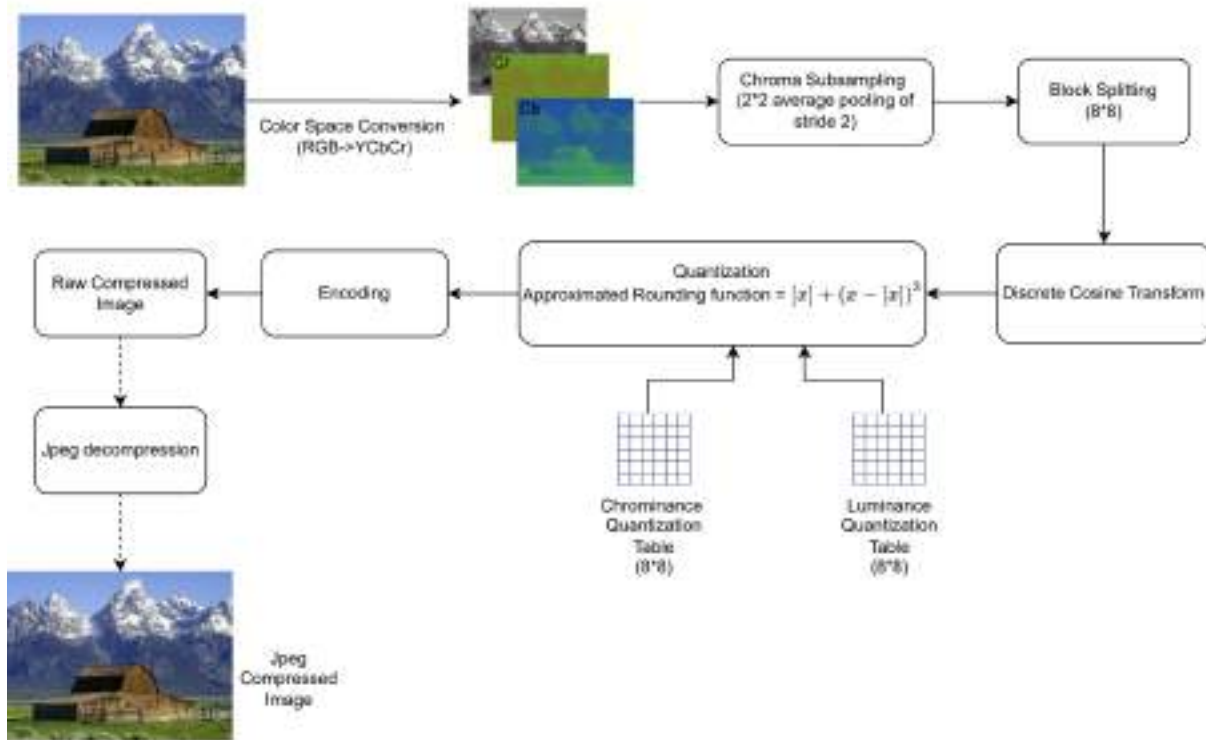 Y
Cr
Cb
Color Space Conversion
(RGB->YCbCr)
Chroma Subsampling
(2*2 average pooling of
stride 2)
Block Splitting
(8*8)
Discrete Cosine Transform
Quantization
Approximated Rounding function = ⌊x⌉ + (x − ⌊x⌉)³
Encoding
Raw Compressed
Image
Jpeg decompression
Chrominance
Quantization
Table
(8*8)
Luminance
Quantization
Table
(8*8)
Jpeg
Compressed
Image